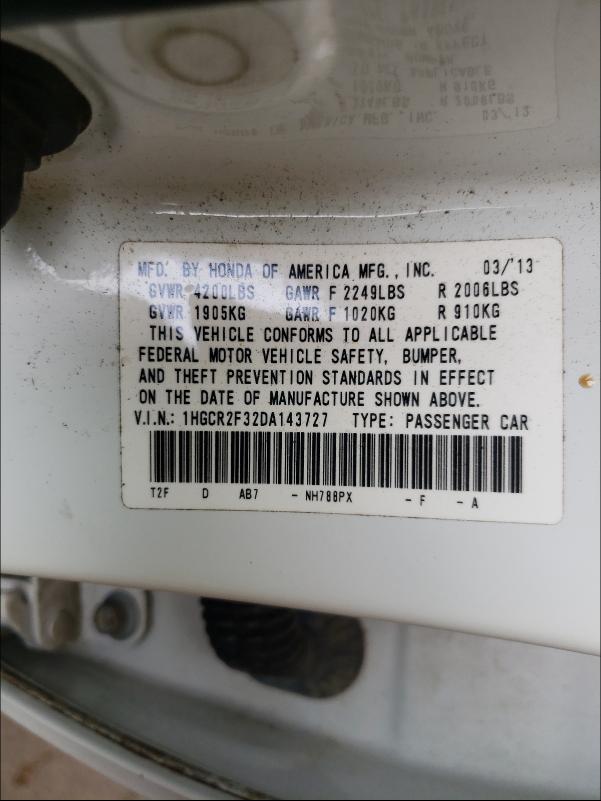 MFD. BY HONDA OF AMERICA MFG., INC. 03/'13
GVWR 4200LBS GAWR F 2249LBS R 2006LBS
GVWR 1905KG GAWR F 1020KG R 910KG
THIS VEHICLE CONFORMS TO ALL APPLICABLE
FEDERAL MOTOR VEHICLE SAFETY, BUMPER,
AND THEFT PREVENTION STANDARDS IN EFFECT
ON THE DATE OF MANUFACTURE SHOWN ABOVE.
V.I.N.: 1HGCR2F32DA143727 TYPE: PASSENGER CAR
T2F D AB7 - NH788PX - F - A